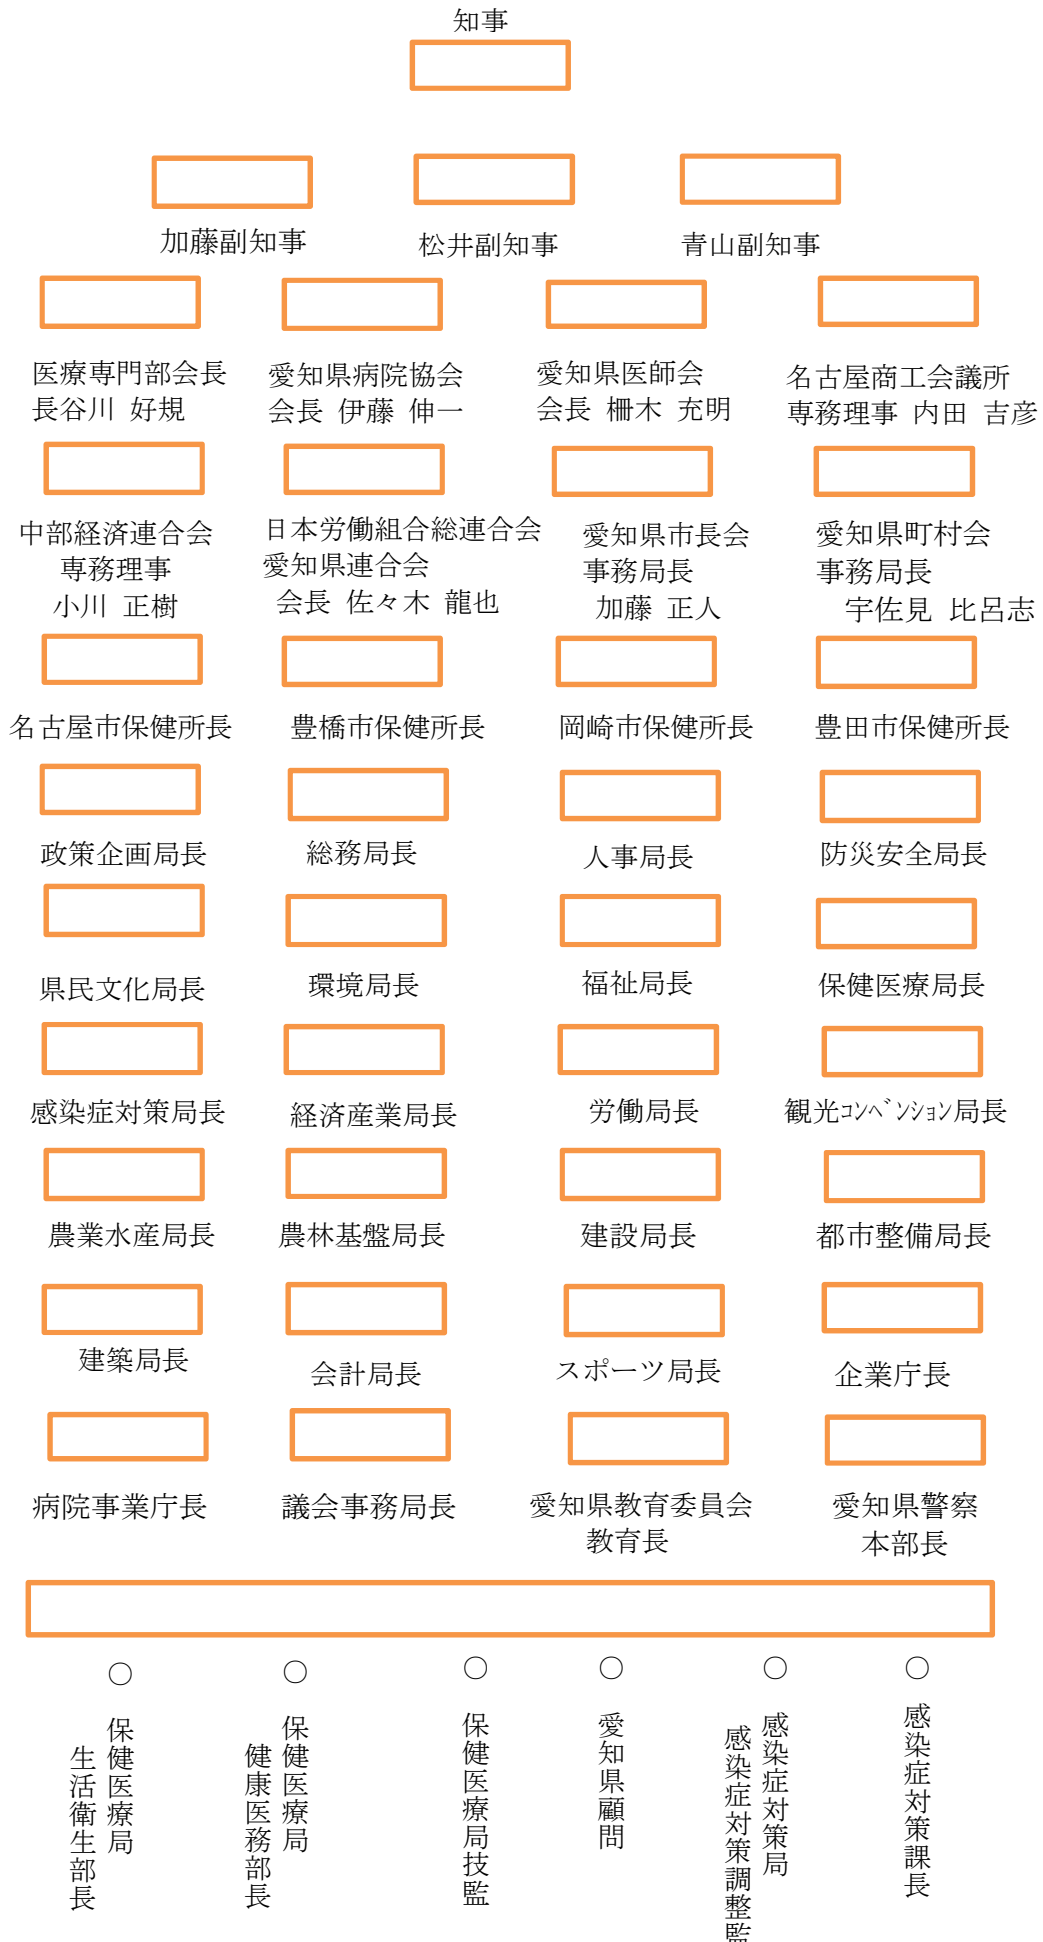 知事
加藤副知事
松井副知事
青山副知事
医療専門部会長
長谷川 好規
愛知県病院協会
会長 伊藤 伸一
愛知県医師会
会長 柵木 充明
名古屋商工会議所
専務理事 内田 吉彦
中部経済連合会
専務理事
小川 正樹
日本労働組合総連合会
愛知県連合会
会長 佐々木 龍也
愛知県市長会
事務局長
加藤 正人
愛知県町村会
事務局長
宇佐見 比呂志
名古屋市保健所長
豊橋市保健所長
岡崎市保健所長
豊田市保健所長
政策企画局長
総務局長
人事局長
防災安全局長
県民文化局長
環境局長
福祉局長
保健医療局長
感染症対策局長
経済産業局長
労働局長
観光ｺﾝﾍﾞﾝｼｮﾝ局長
農業水産局長
農林基盤局長
建設局長
都市整備局長
建築局長
会計局長
スポーツ局長
企業庁長
病院事業庁長
議会事務局長
愛知県教育委員会
教育長
愛知県警察
本部長
○ 保健医療局
生活衛生部長
○ 保健医療局
健康医務部長
○ 保健医療局技監
○ 愛知県顧問
○ 感染症対策局
感染症対策調整監
○ 感染症対策課長